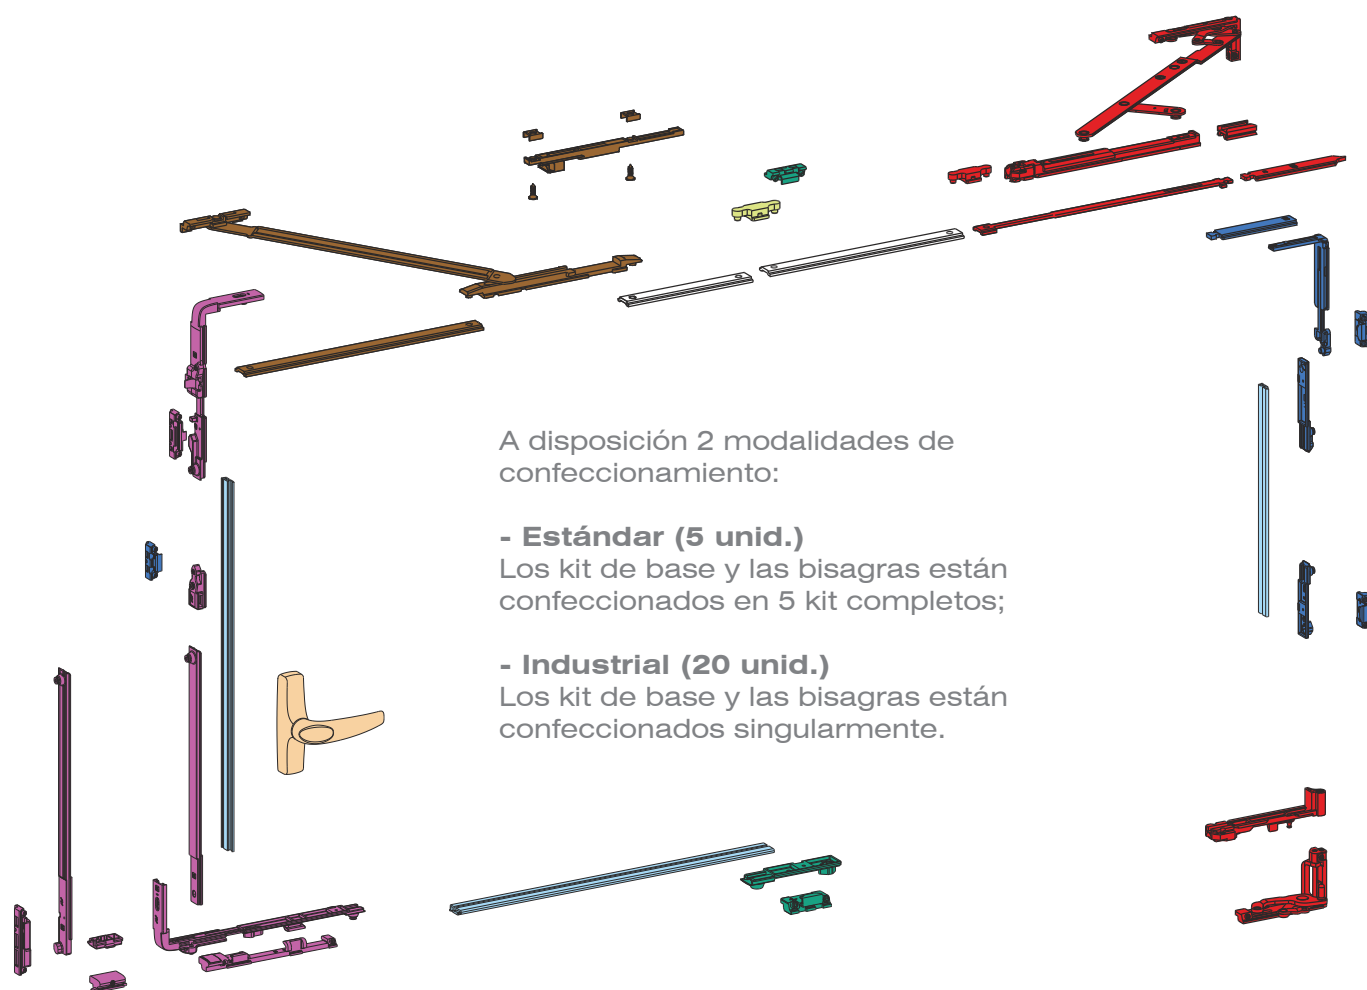 A disposición 2 modalidades de
confeccionamiento:
- Estándar (5 unid.)
Los kit de base y las bisagras están
confeccionados en 5 kit completos;
- Industrial (20 unid.)
Los kit de base y las bisagras están
confeccionados singularmente.